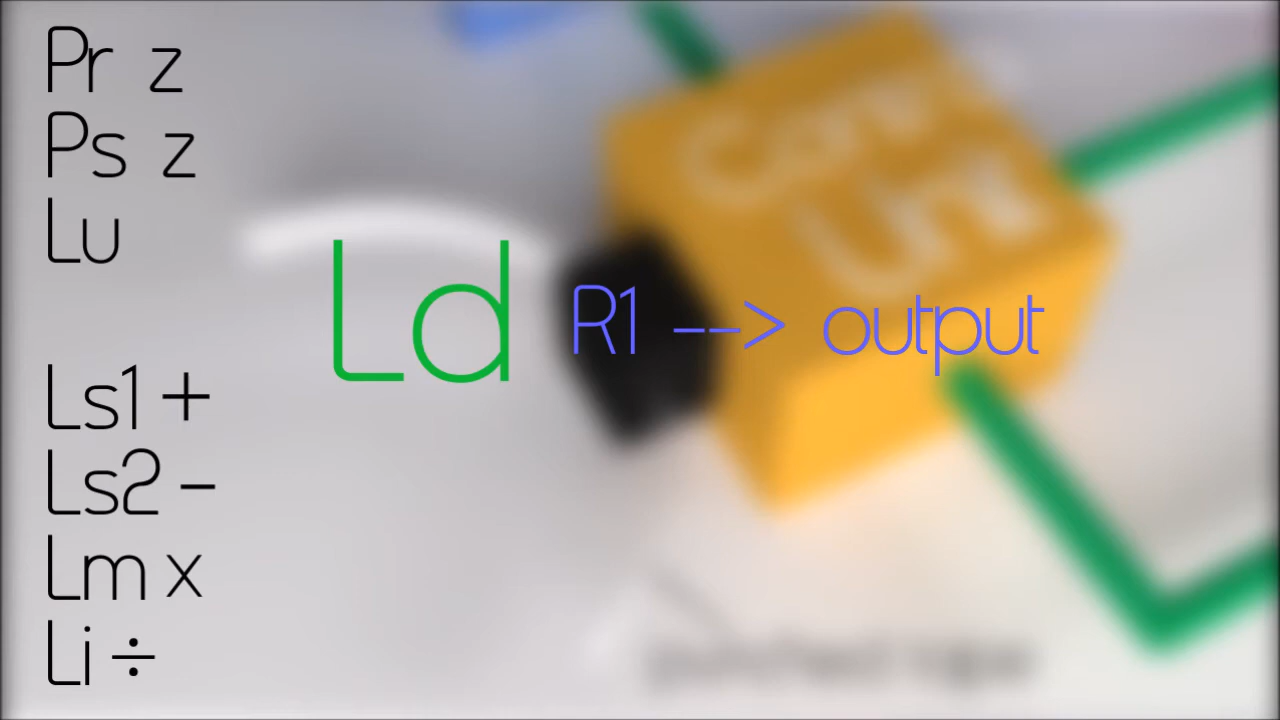 Pr z
Ps z
Lu
Ld R1 --> output
Ls1 +
Ls2 -
Lm x
Li ÷